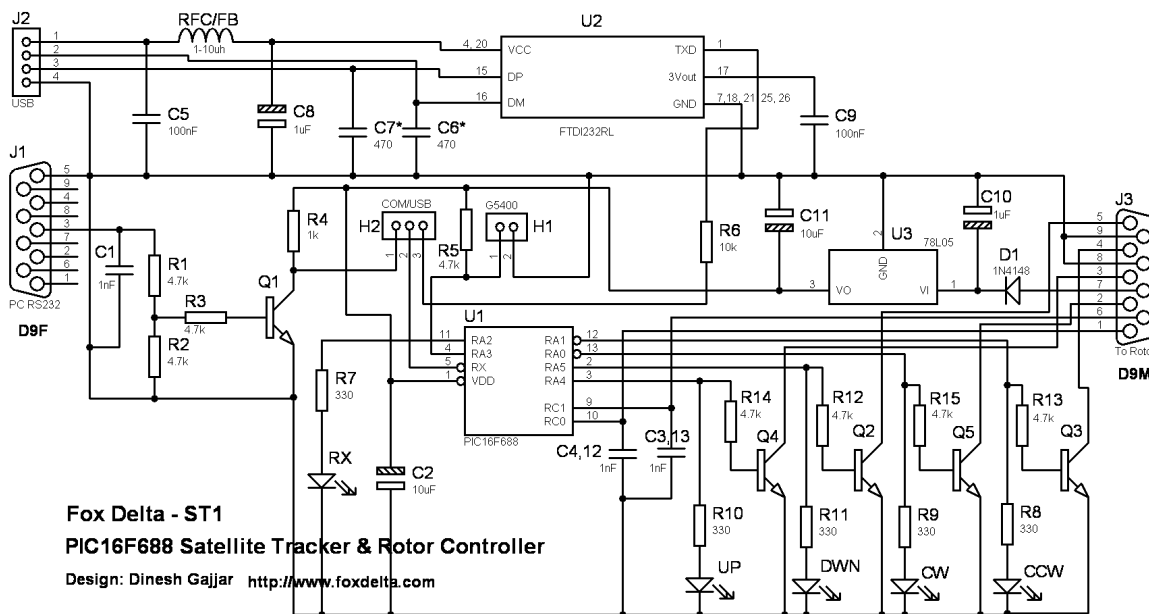 J2
1
2
3
4
USB
RFC/FB
1-10uh
C5
100nF
C8
1uF
C7*
470
C6*
470
U2
4, 20 VCC TXD 1
15 DP 3Vout 17
16 DM GND 7,18, 21, 25, 26
FTDI232RL
C9
100nF
J1
5
9
4
8
3
7
2
6
1
PC RS232
D9F
C1
1nF
R1
4.7k
R2
4.7k
R3
4.7k
Q1
R4
1k
COM/USB
H2
1
2
3
R5
4.7k
G5400
H1
1
2
R6
10k
C11
10uF
U3
78L05
2
GND
3 VO VI 1
C10
1uF
D1
1N4148
J3
5
9
4
8
3
7
2
6
1
To Roto
D9M
U1
11 RA2 RA1 12
4 RA3 RA0 13
5 RX RA5 2
1 VDD RA4 3
RC1 9
RC0 10
PIC16F688
R7
330
RX
C2
10uF
C4,12
1nF
C3,13
1nF
R14
4.7k
Q4
R12
4.7k
Q2
R15
4.7k
Q5
R13
4.7k
Q3
R10
330
R11
330
R9
330
R8
330
UP
DWN
CW
CCW
Fox Delta - ST1
PIC16F688 Satellite Tracker & Rotor Controller
Design: Dinesh Gajjar http://www.foxdelta.com